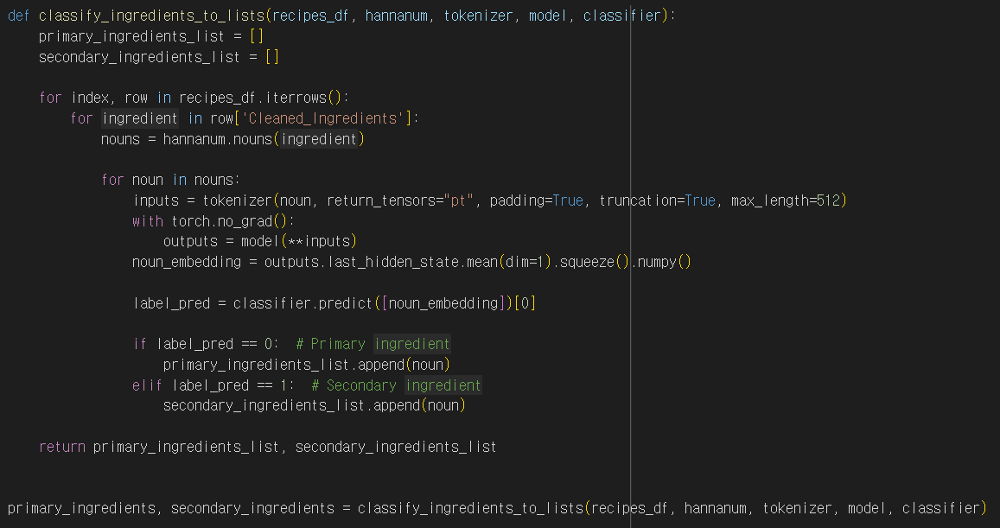 def classify_ingredients_to_lists(recipes_df, hannanum, tokenizer, model, classifier):
    primary_ingredients_list = []
    secondary_ingredients_list = []

    for index, row in recipes_df.iterrows():
        for ingredient in row['Cleaned_Ingredients']:
            nouns = hannanum.nouns(ingredient)

            for noun in nouns:
                inputs = tokenizer(noun, return_tensors="pt", padding=True, truncation=True, max_length=512)
                with torch.no_grad():
                    outputs = model(**inputs)
                noun_embedding = outputs.last_hidden_state.mean(dim=1).squeeze().numpy()

                label_pred = classifier.predict([noun_embedding])[0]

                if label_pred == 0:  # Primary ingredient
                    primary_ingredients_list.append(noun)
                elif label_pred == 1:  # Secondary ingredient
                    secondary_ingredients_list.append(noun)

    return primary_ingredients_list, secondary_ingredients_list


primary_ingredients, secondary_ingredients = classify_ingredients_to_lists(recipes_df, hannanum, tokenizer, model, classifier)